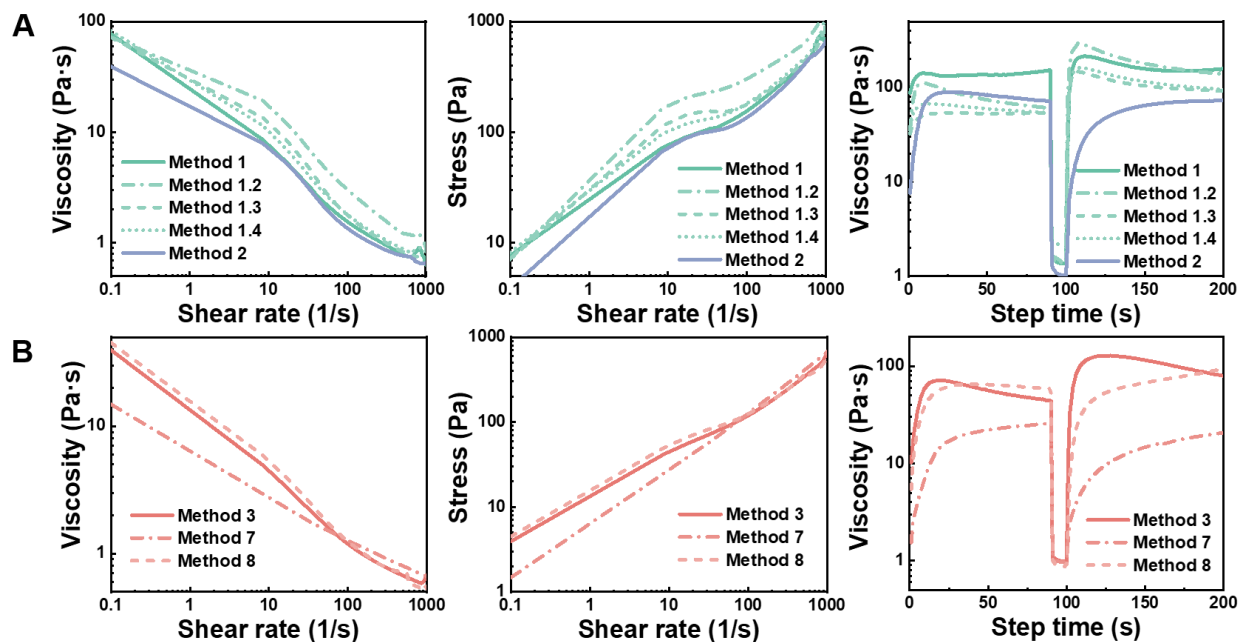 A
Viscosity (Pa·s)
100
10
1
0.1 1 10 100 1000
Shear rate (1/s)
Method 1
Method 1.2
Method 1.3
Method 1.4
Method 2
Stress (Pa)
1000
100
10
0.1 1 10 100 1000
Shear rate (1/s)
Method 1
Method 1.2
Method 1.3
Method 1.4
Method 2
Viscosity (Pa·s)
100
10
1
0 50 100 150 200
Step time (s)
Method 1
Method 1.2
Method 1.3
Method 1.4
Method 2
B
Viscosity (Pa·s)
10
1
0.1 1 10 100 1000
Shear rate (1/s)
Method 3
Method 7
Method 8
Stress (Pa)
1000
100
10
1
0.1 1 10 100 1000
Shear rate (1/s)
Method 3
Method 7
Method 8
Viscosity (Pa·s)
100
10
1
0 50 100 150 200
Step time (s)
Method 3
Method 7
Method 8